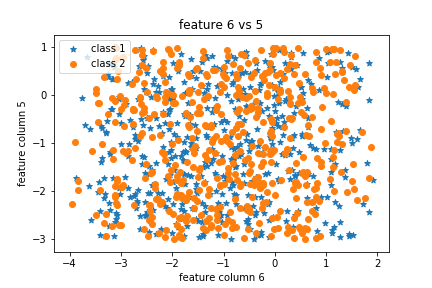 feature 6 vs 5
class 1
class 2
1
0
−1
−2
−3
feature column 5
−4
−3
−2
−1
0
1
2
feature column 6